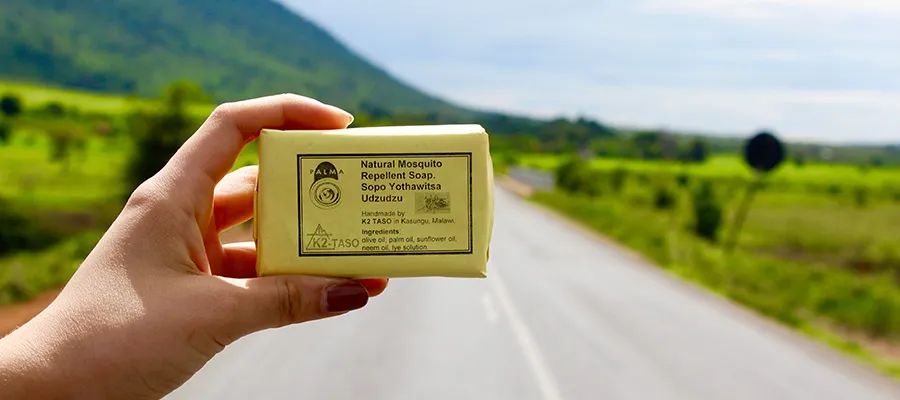 PALMA
Natural Mosquito
Repellent Soap.
Sopo Yothawitsa
Udzudzu
Handmade by
K2 TASO in Kasungu, Malawi.
Ingredients:
olive oil, palm oil, sunflower oil,
neem oil, lye solution.
K2-TASO